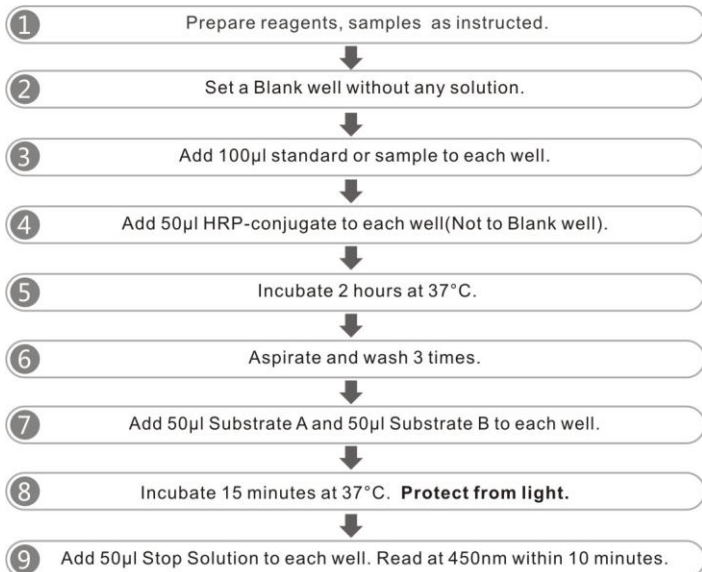 1 Prepare reagents, samples as instructed.
2 Set a Blank well without any solution.
3 Add 100μl standard or sample to each well.
4 Add 50μl HRP-conjugate to each well(Not to Blank well).
5 Incubate 2 hours at 37°C.
6 Aspirate and wash 3 times.
7 Add 50μl Substrate A and 50μl Substrate B to each well.
8 Incubate 15 minutes at 37°C. Protect from light.
9 Add 50μl Stop Solution to each well. Read at 450nm within 10 minutes.